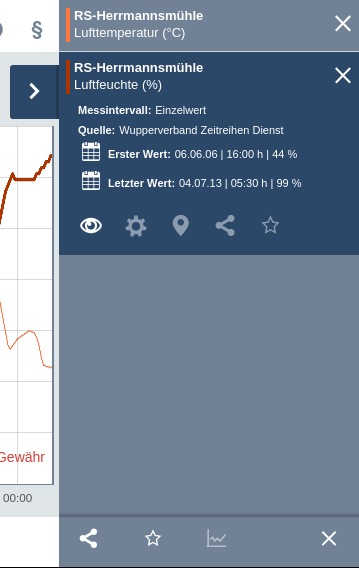 §
RS-Herrmannsmühle
Lufttemperatur (°C)
RS-Herrmannsmühle
Luftfeuchte (%)
Messintervall: Einzelwert
Quelle: Wupperverband Zeitreihen Dienst
Erster Wert: 06.06.06 | 16:00 h | 44 %
Letzter Wert: 04.07.13 | 05:30 h | 99 %
Gewähr
00:00